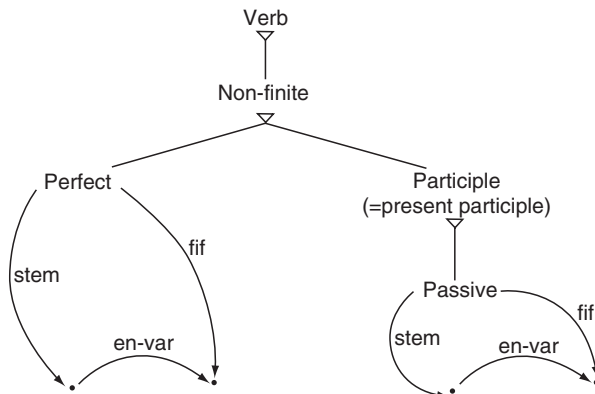 Verb
Non-finite
Perfect
Participle
(=present participle)
fif
stem
en-var
Passive
fif
stem
en-var